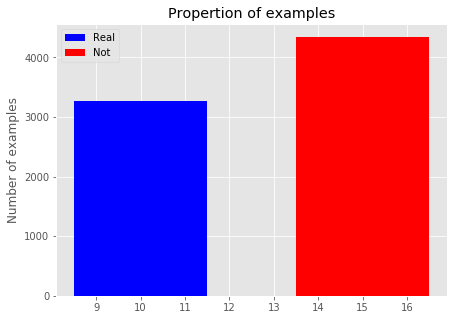 Propertion of examples
Real
Not
Number of examples
4000
3000
2000
1000
0
9 10 11 12 13 14 15 16